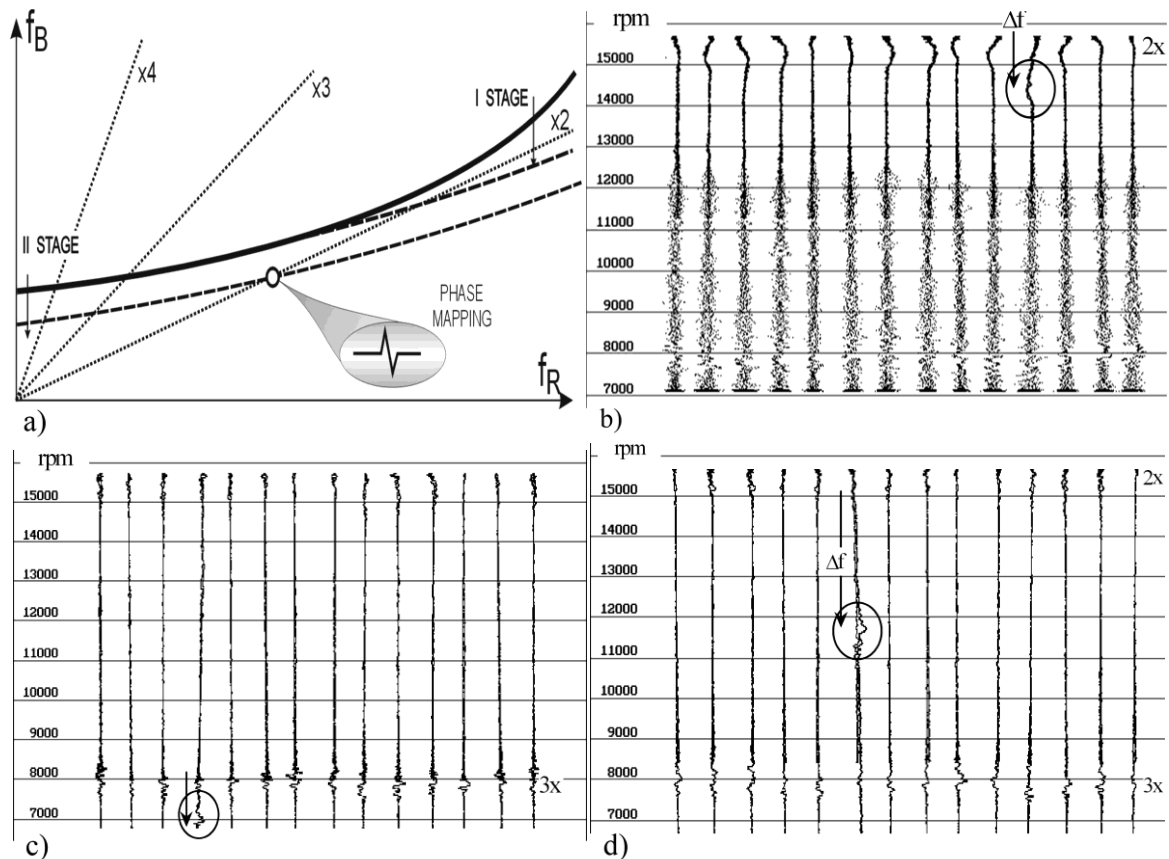 f_B
x4
x3
I STAGE
x2
II STAGE
PHASE
MAPPING
f_R
a)
rpm
Δf
2x
15000
14000
13000
12000
11000
10000
9000
8000
7000
b)
rpm
15000
14000
13000
12000
11000
10000
9000
8000
3x
7000
c)
rpm
2x
15000
14000
Δf
13000
12000
11000
10000
9000
8000
3x
7000
d)